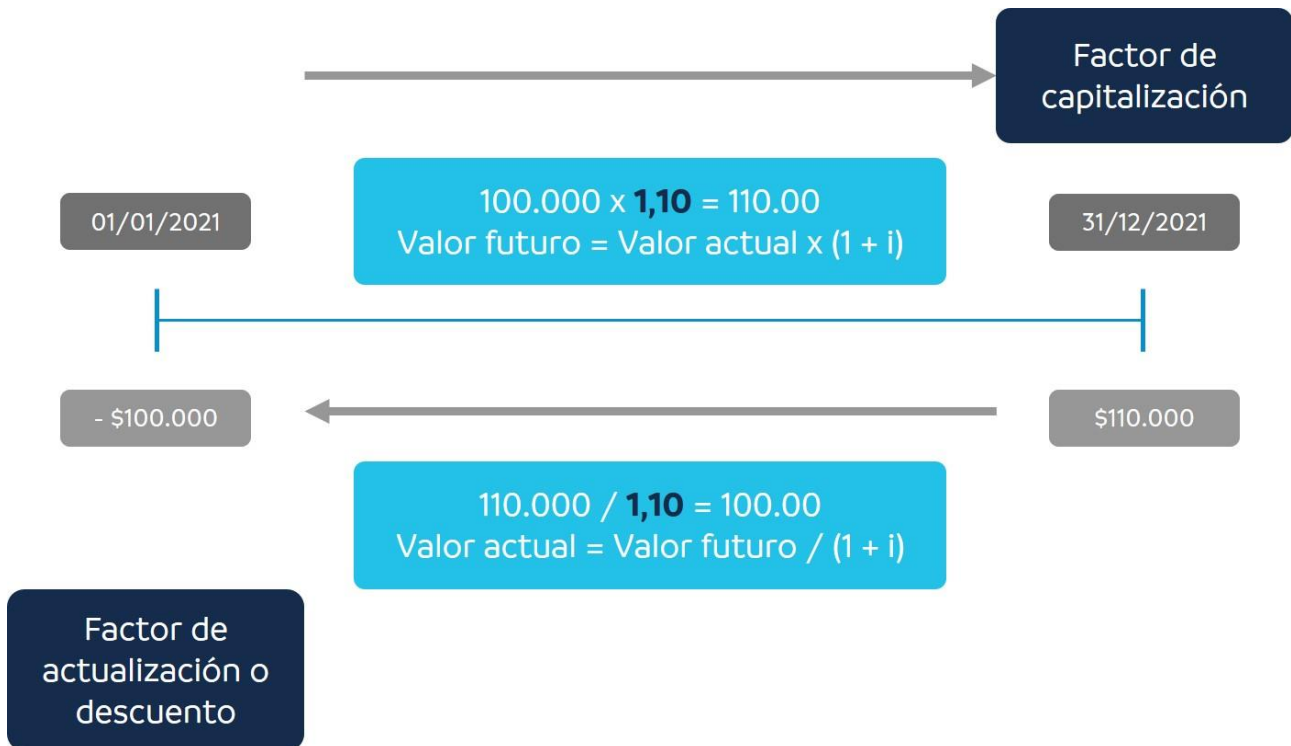 Factor de
capitalización
100.000 x 1,10 = 110.00
Valor futuro = Valor actual x (1 + i)
01/01/2021
31/12/2021
- $100.000
$110.000
110.000 / 1,10 = 100.00
Valor actual = Valor futuro / (1 + i)
Factor de
actualización o
descuento